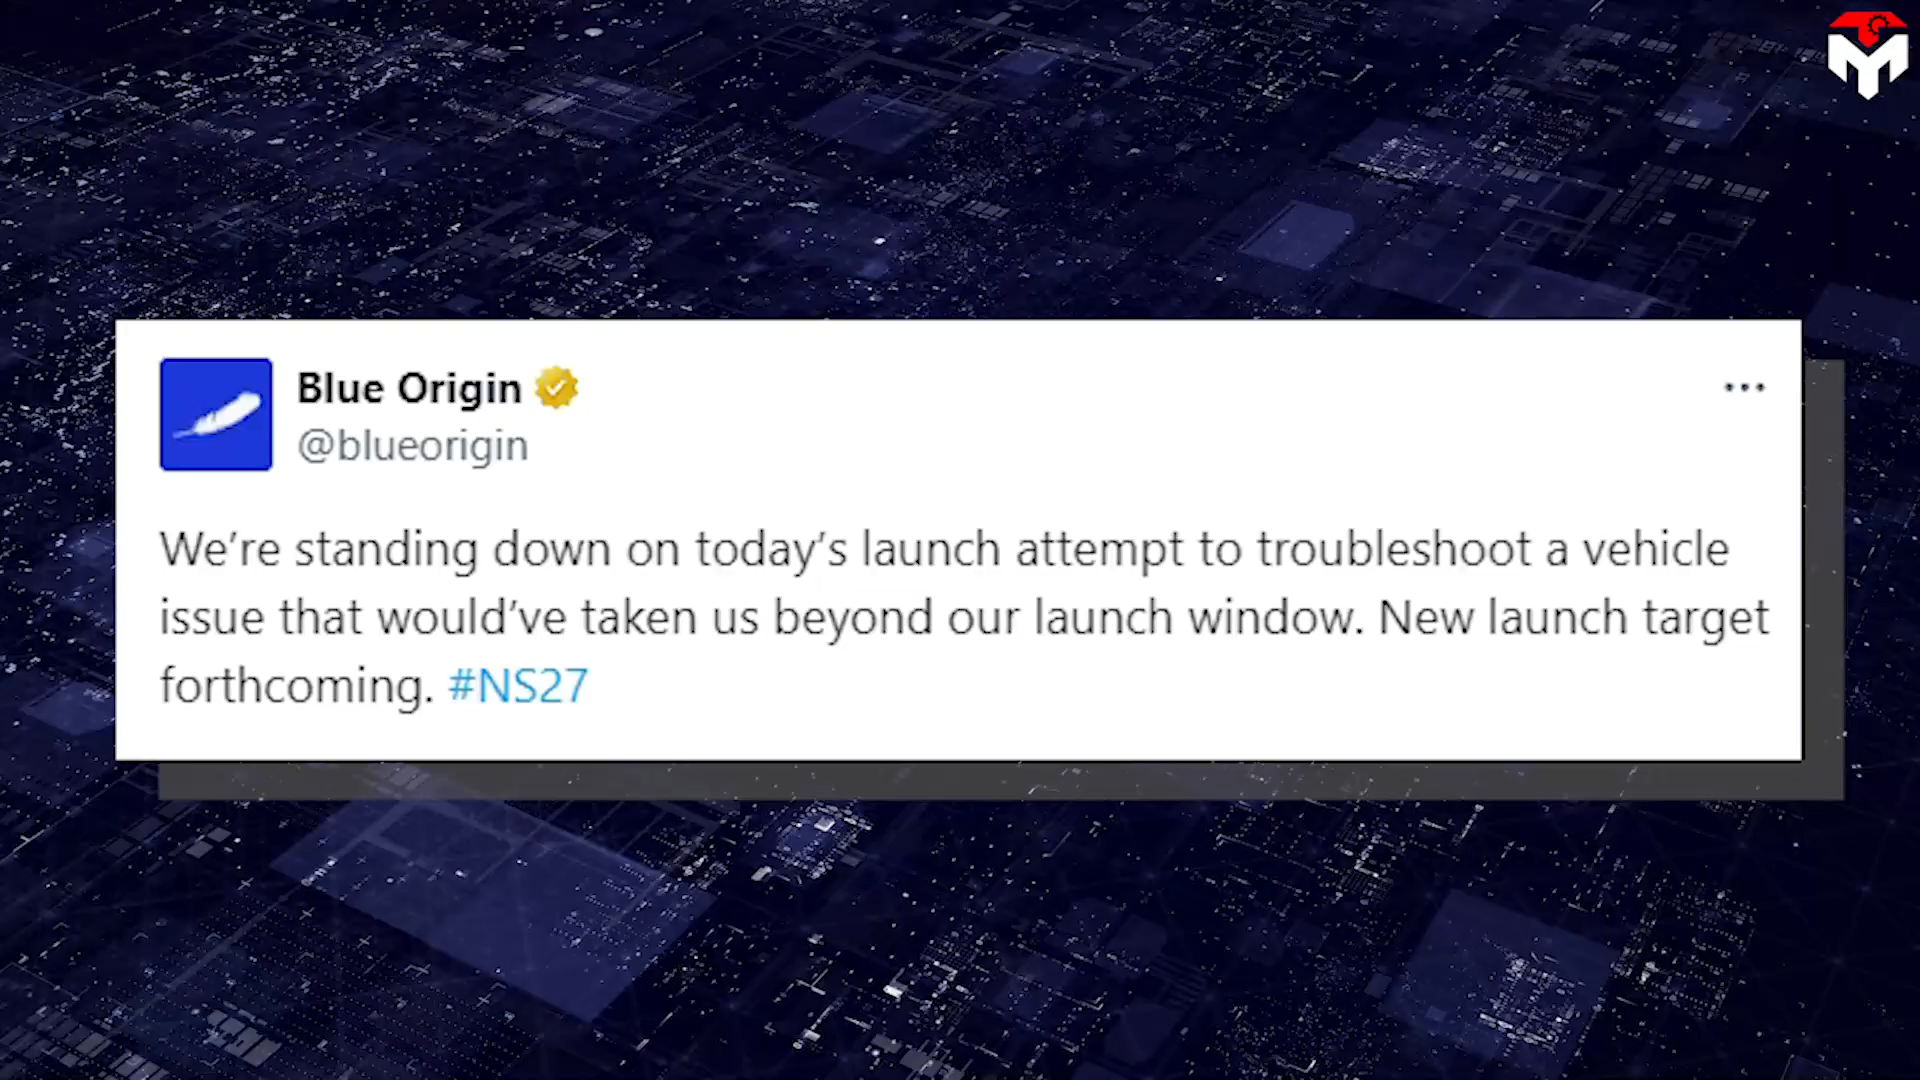 Blue Origin
@blueorigin
We’re standing down on today’s launch attempt to troubleshoot a vehicle
issue that would’ve taken us beyond our launch window. New launch target
forthcoming. #NS27